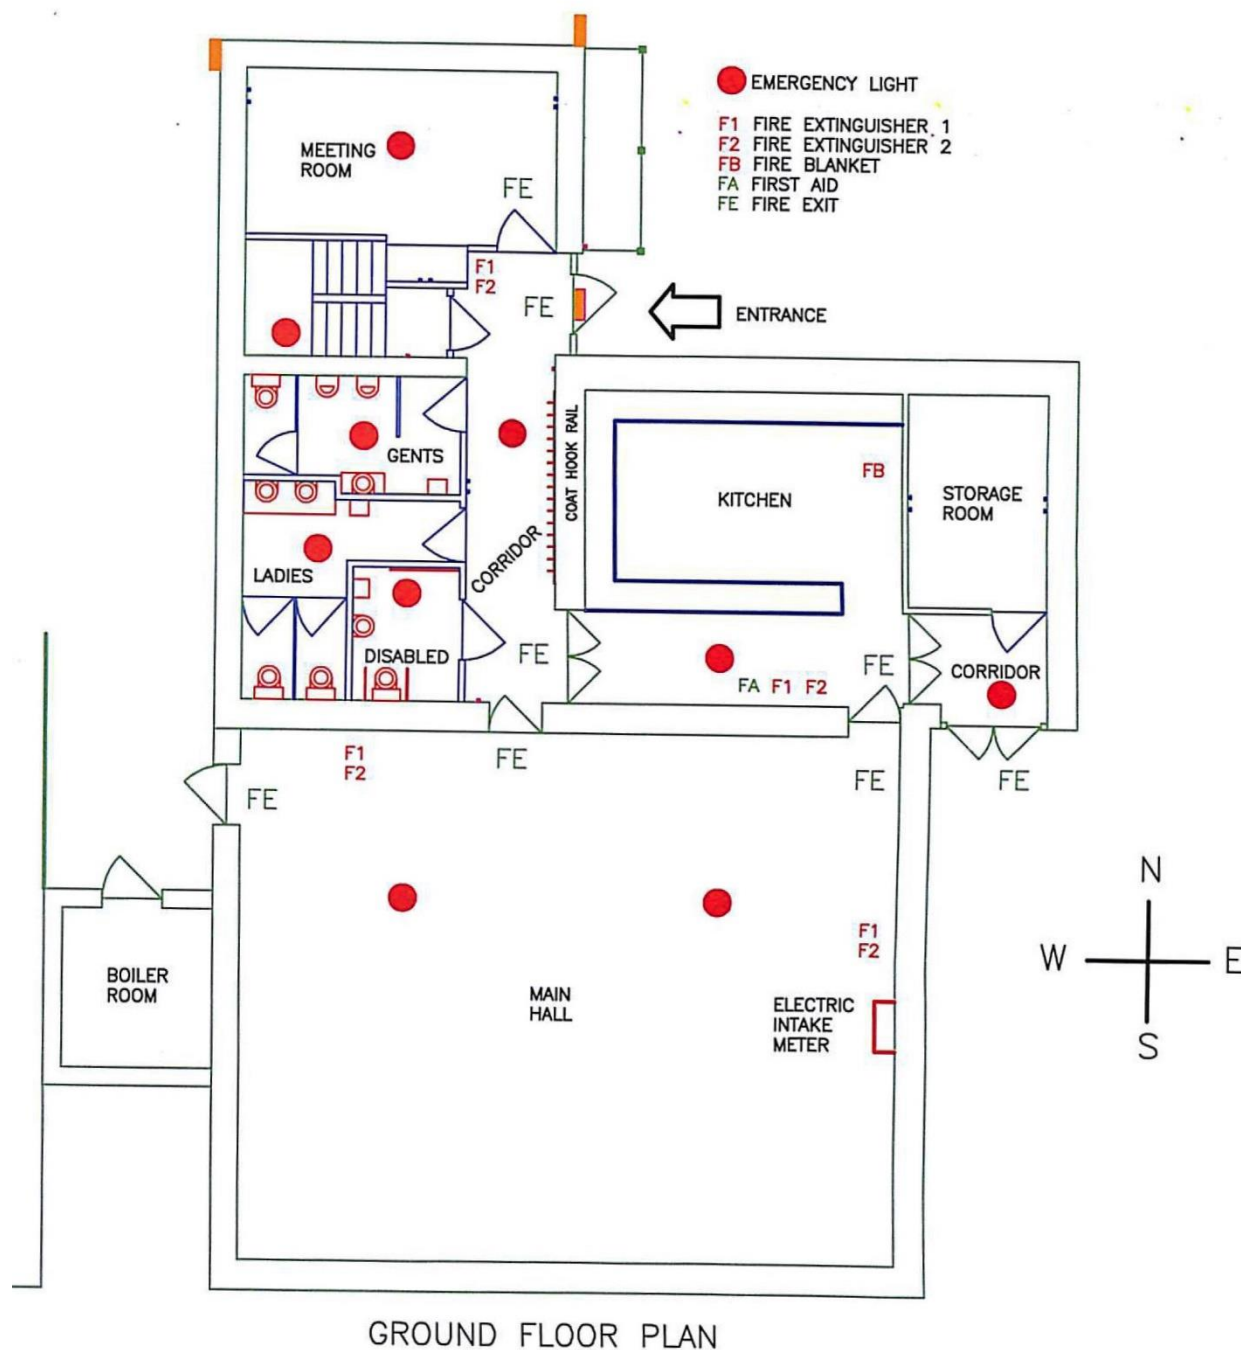 EMERGENCY LIGHT
F1 FIRE EXTINGUISHER 1
F2 FIRE EXTINGUISHER 2
FB FIRE BLANKET
FA FIRST AID
FE FIRE EXIT
MEETING
ROOM
FE
F1
F2
FE
ENTRANCE
GENTS
COAT HOOK RAIL
KITCHEN
FB
STORAGE
ROOM
LADIES
CORRIDOR
DISABLED
FE
FA F1 F2
FE
CORRIDOR
F1
F2
FE
FE
FE
FE
BOILER
ROOM
MAIN
HALL
F1
F2
ELECTRIC
INTAKE
METER
N
W E
S
GROUND FLOOR PLAN